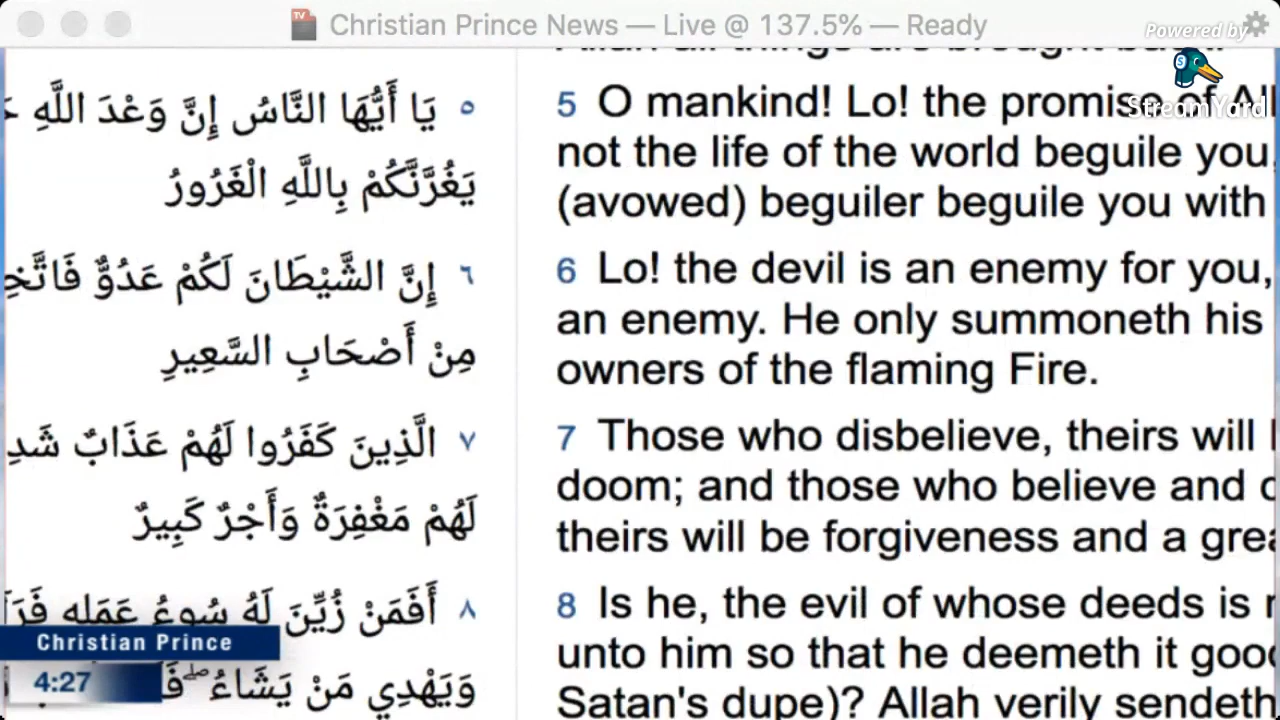 Christian Prince News — Live @ 137.5% — Ready
Powered by
StreamYard
٥ يَا أَيُّهَا النَّاسُ إِنَّ وَعْدَ اللَّهِ
يَغُرَّنَّكُمْ بِاللَّهِ الْغَرُورُ
٦ إِنَّ الشَّيْطَانَ لَكُمْ عَدُوٌّ فَاتَّخِ
مِنْ أَصْحَابِ السَّعِيرِ
٧ الَّذِينَ كَفَرُوا لَهُمْ عَذَابٌ شَدِ
لَهُمْ مَغْفِرَةٌ وَأَجْرٌ كَبِيرٌ
٨ أَفَمَنْ زُيِّنَ لَهُ سُوءُ عَمَلِهِ فَرَآ
وَيَهْدِي مَنْ يَشَاءُ ۖ
5 O mankind! Lo! the promise of All
not the life of the world beguile you,
(avowed) beguiler beguile you with
6 Lo! the devil is an enemy for you,
an enemy. He only summoneth his
owners of the flaming Fire.
7 Those who disbelieve, theirs will
doom; and those who believe and
theirs will be forgiveness and a grea
8 Is he, the evil of whose deeds is
unto him so that he deemeth it good
Satan's dupe)? Allah verily sendeth
Christian Prince
4:27